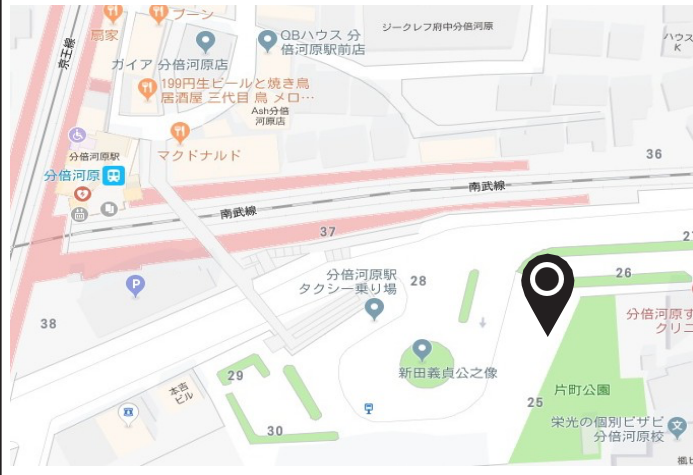 扇家
ブーン
京王線
ガイア 分倍河原店
QBハウス 分
倍河原駅前店
ジークレフ府中分倍河原
ハウス
K
199円生ビールと焼き鳥
居酒屋 三代目 鳥 メロ…
Ash分倍
河原店
マクドナルド
分倍河原駅
分倍河原
36
南武線
南武線
37
27
26
P
分倍河原駅
タクシー乗り場
28
38
分倍河原す
クリニ
29
本吉
ビル
新田義貞公之像
片町公園
25
30
栄光の個別ビザビ
分倍河原校
文